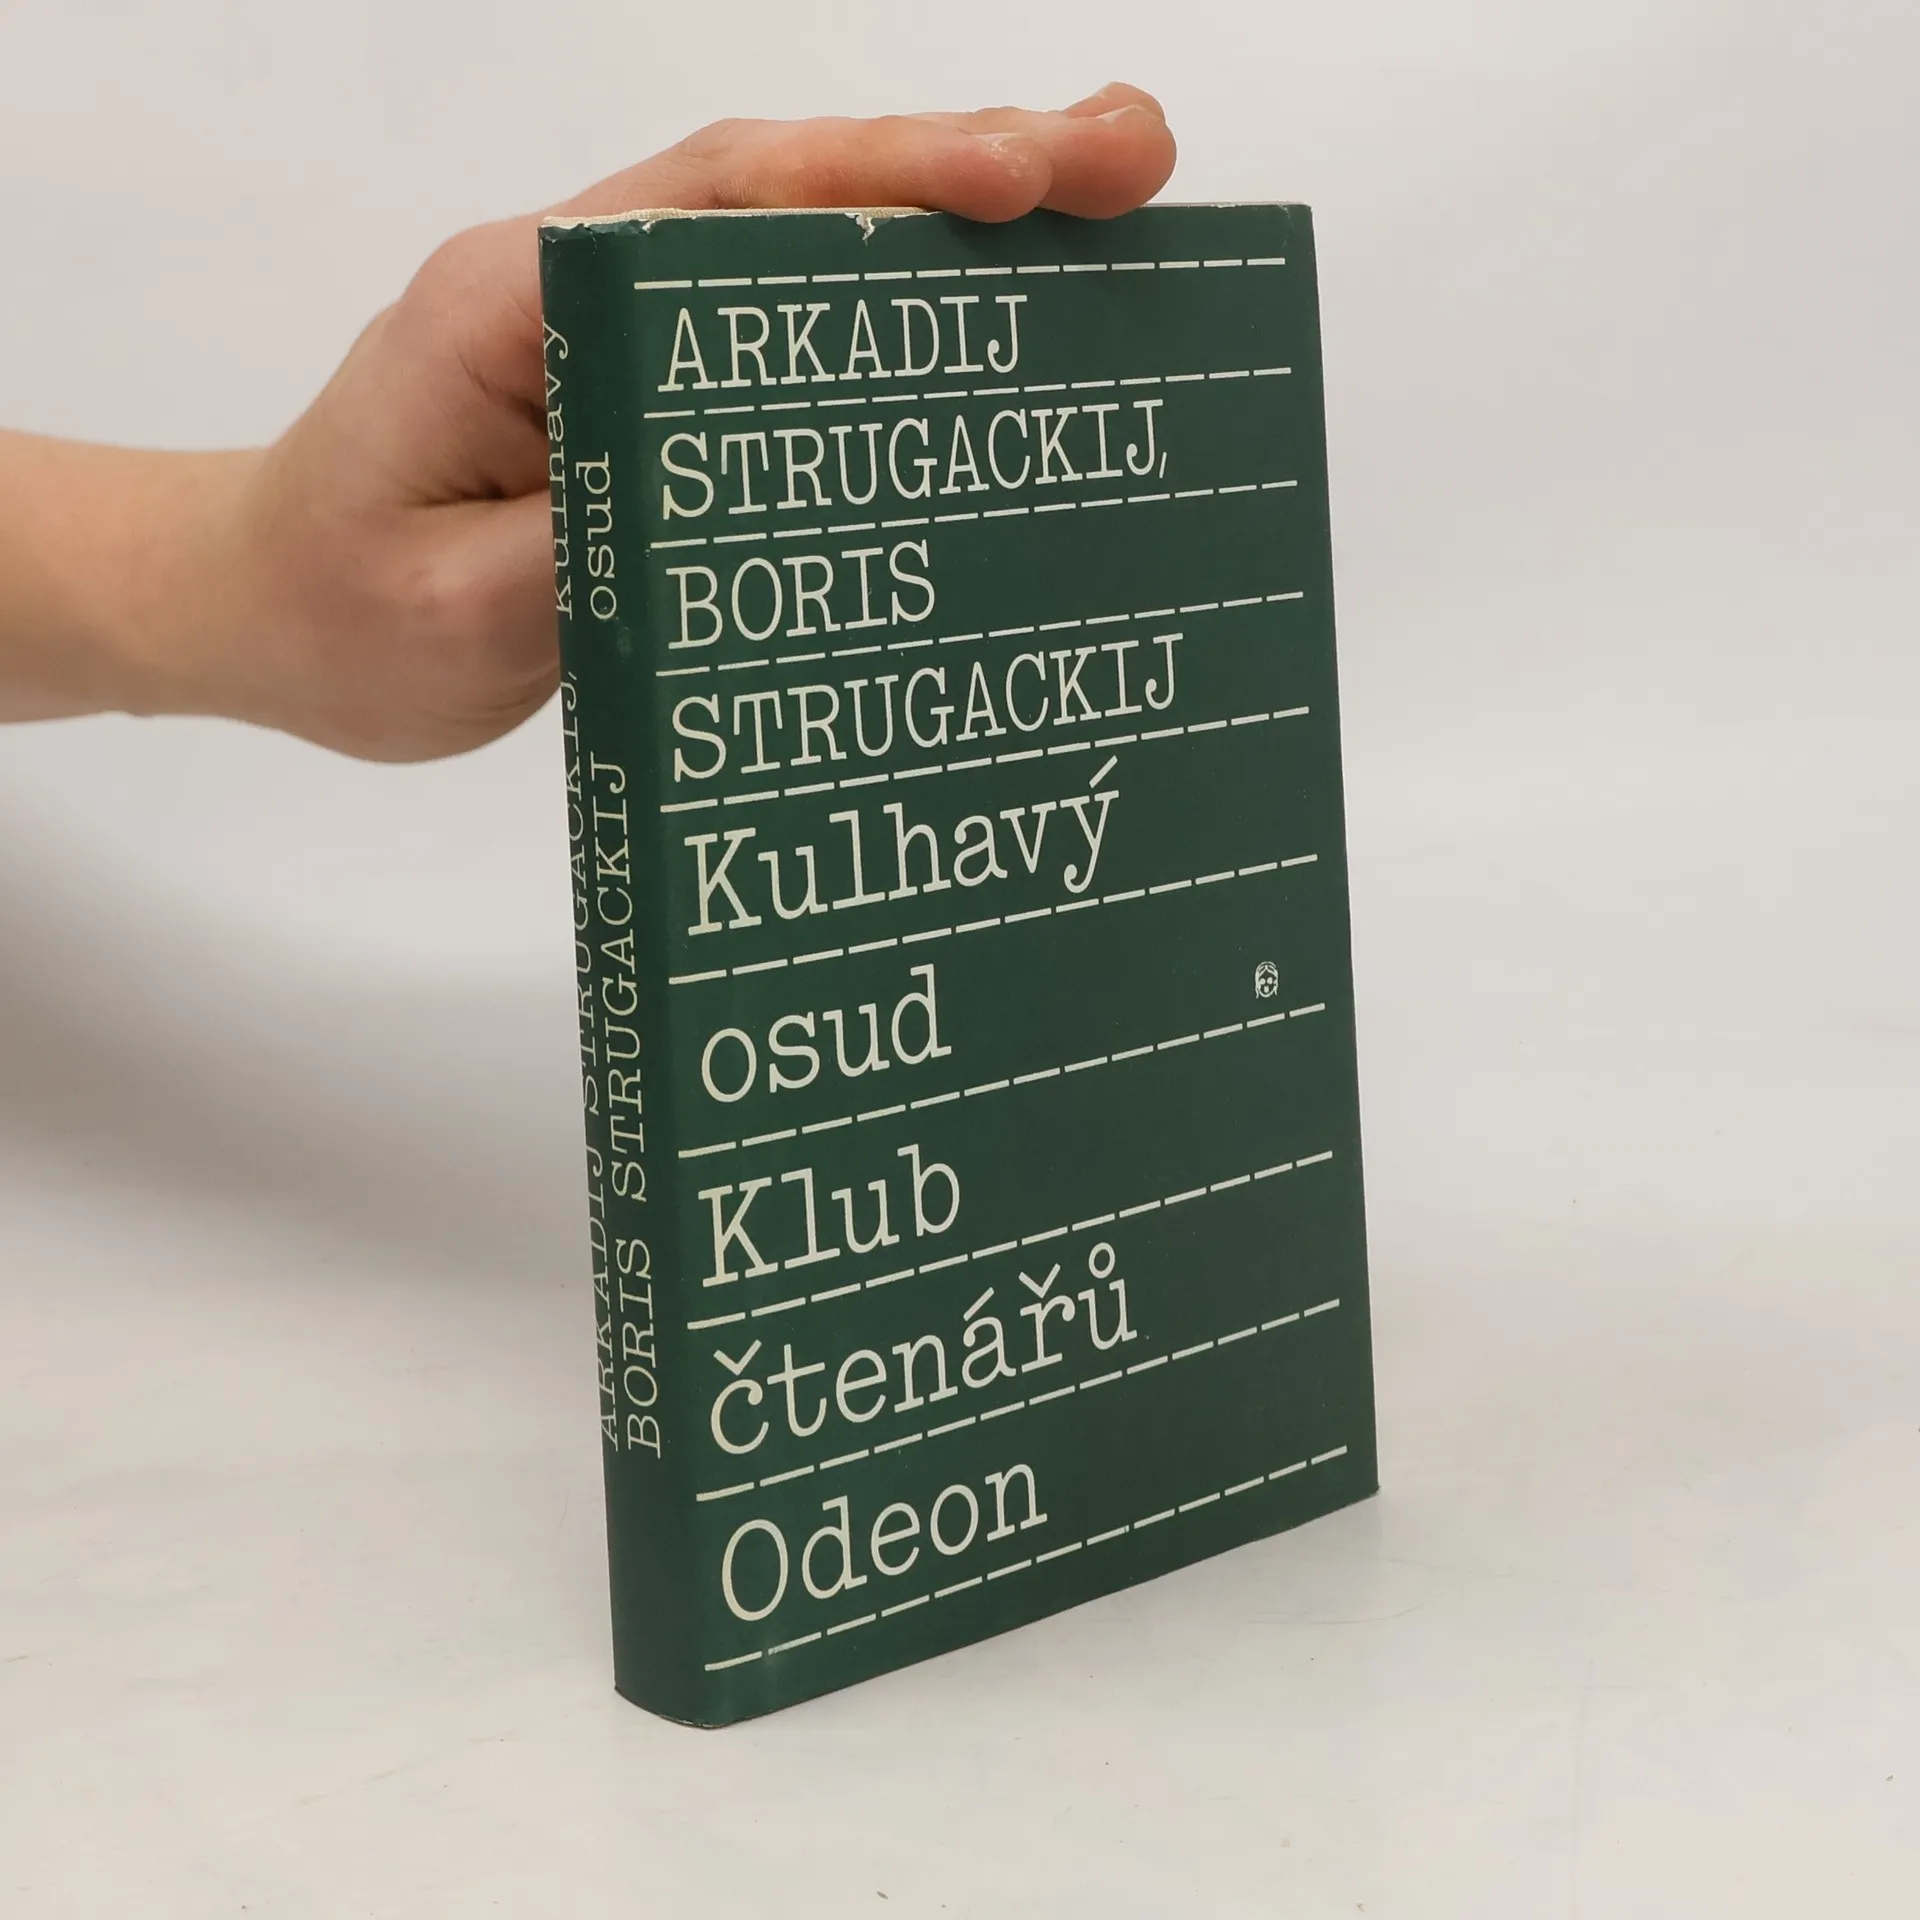 ARKADIJ
STRUGACKIJ,
BORIS
STRUGACKIJ
Kulhavý
osud
Klub
čtenářů
Odeon
ARKADIJ STRUGACKIJ, Kulhavý
BORIS STRUGACKIJ osud